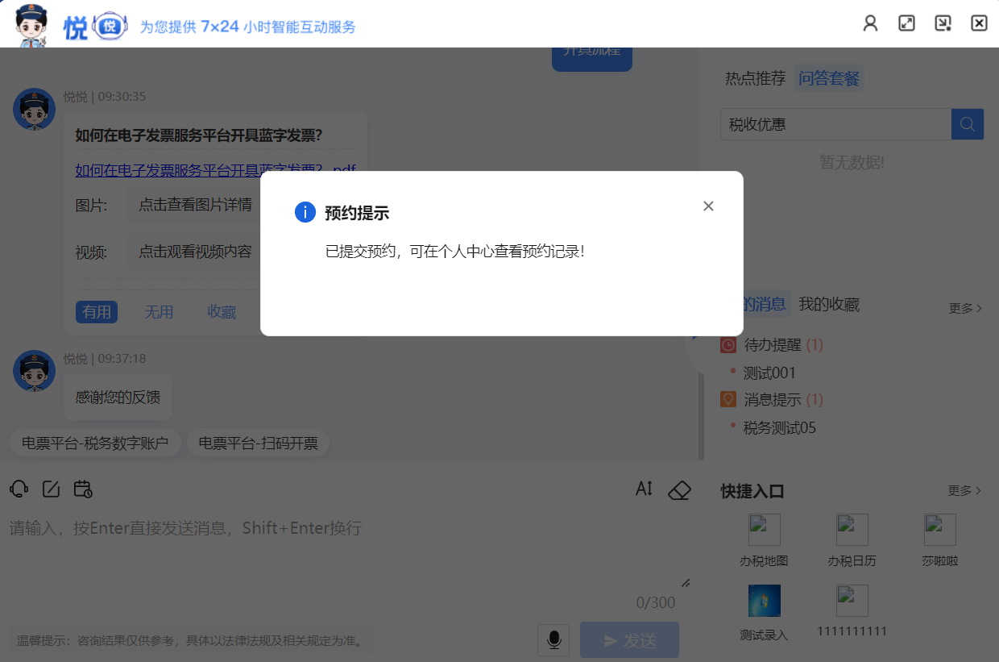 悦 悦 为您提供 7×24 小时智能互动服务
开具流程
悦悦 | 09:30:35
如何在电子发票服务平台开具蓝字发票？
如何在电子发票服务平台开具蓝字发票？.pdf
图片: 点击查看图片详情
视频: 点击观看视频内容
有用 无用 收藏
悦悦 | 09:37:18
感谢您的反馈
电票平台-税务数字账户 电票平台-扫码开票
请输入，按Enter直接发送消息，Shift+Enter换行
0/300
温馨提示：咨询结果仅供参考，具体以法律法规及相关规定为准。
发送
预约提示
已提交预约，可在个人中心查看预约记录！
热点推荐 问答套餐
税收优惠
暂无数据!
的消息 我的收藏 更多
待办提醒 (1)
测试001
消息提示 (1)
税务测试05
快捷入口 更多
办税地图 办税日历 莎啦啦
测试录入 1111111111